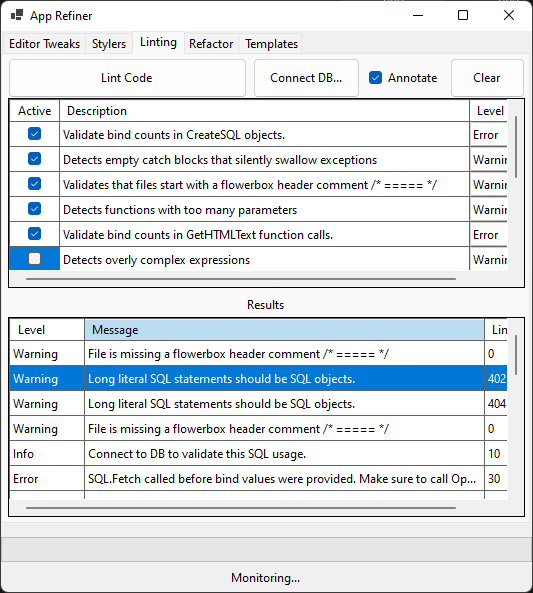 App Refiner
Editor Tweaks Stylers Linting Refactor Templates
Lint Code Connect DB... Annotate Clear
Active Description Level
Validate bind counts in CreateSQL objects. Error
Detects empty catch blocks that silently swallow exceptions Warnin
Validates that files start with a flowerbox header comment /* ===== */ Warnin
Detects functions with too many parameters Warnin
Validate bind counts in GetHTMLText function calls. Error
Detects overly complex expressions Warnin
Results
Level Message Lin
Warning File is missing a flowerbox header comment /* ===== */ 0
Warning Long literal SQL statements should be SQL objects. 402
Warning Long literal SQL statements should be SQL objects. 404
Warning File is missing a flowerbox header comment /* ===== */ 0
Info Connect to DB to validate this SQL usage. 10
Error SQL.Fetch called before bind values were provided. Make sure to call Op... 30
Monitoring...